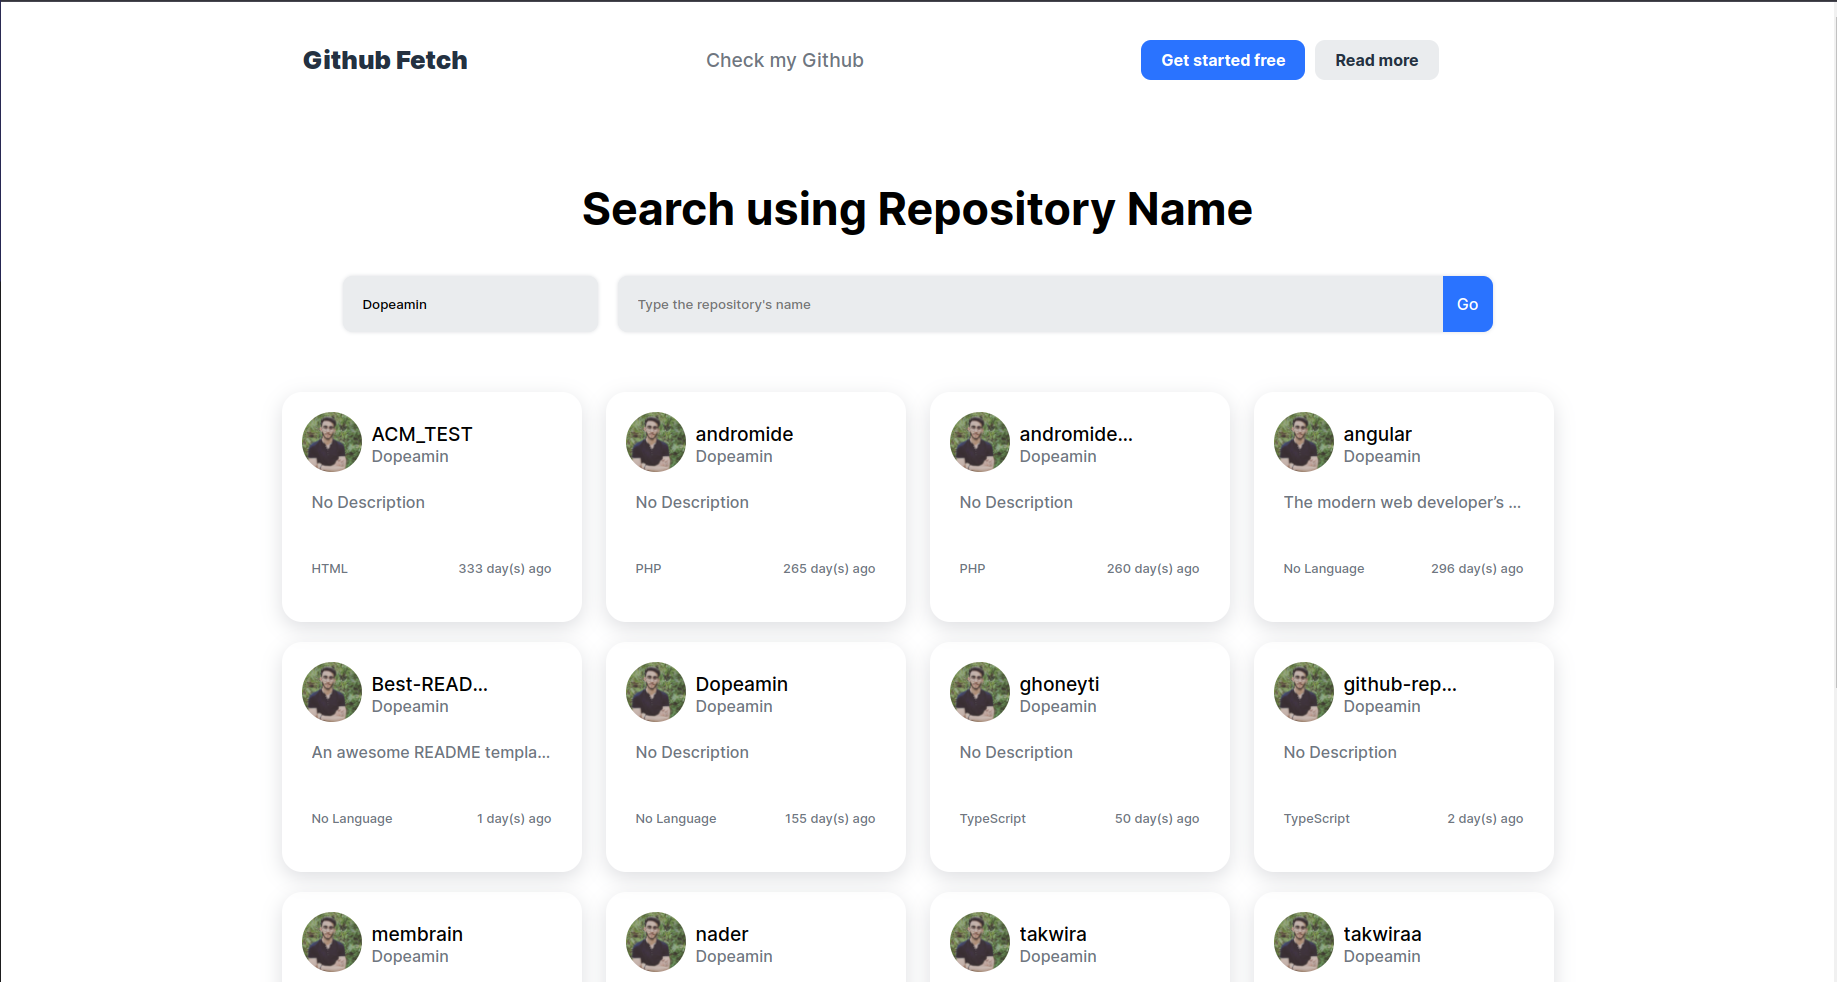 Github Fetch
Check my Github
Get started free
Read more
Search using Repository Name
Dopeamin
Type the repository's name
Go
ACM_TEST
Dopeamin
No Description
HTML
333 day(s) ago
andromide
Dopeamin
No Description
PHP
265 day(s) ago
andromide...
Dopeamin
No Description
PHP
260 day(s) ago
angular
Dopeamin
The modern web developer’s ...
No Language
296 day(s) ago
Best-READ...
Dopeamin
An awesome README templa...
No Language
1 day(s) ago
Dopeamin
Dopeamin
No Description
No Language
155 day(s) ago
ghoneyti
Dopeamin
No Description
TypeScript
50 day(s) ago
github-rep...
Dopeamin
No Description
TypeScript
2 day(s) ago
membrain
Dopeamin
nader
Dopeamin
takwira
Dopeamin
takwiraa
Dopeamin